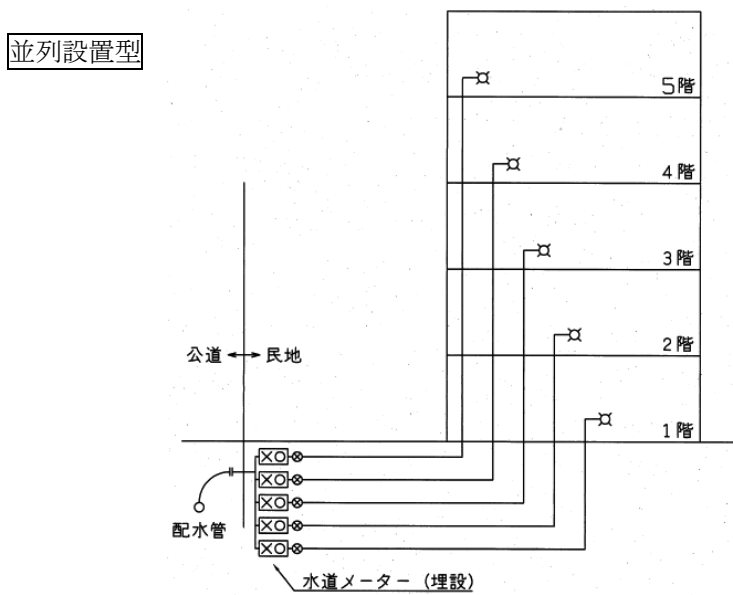 並列設置型
5階
4階
3階
2階
公道 民地
1階
配水管
水道メーター (埋設)